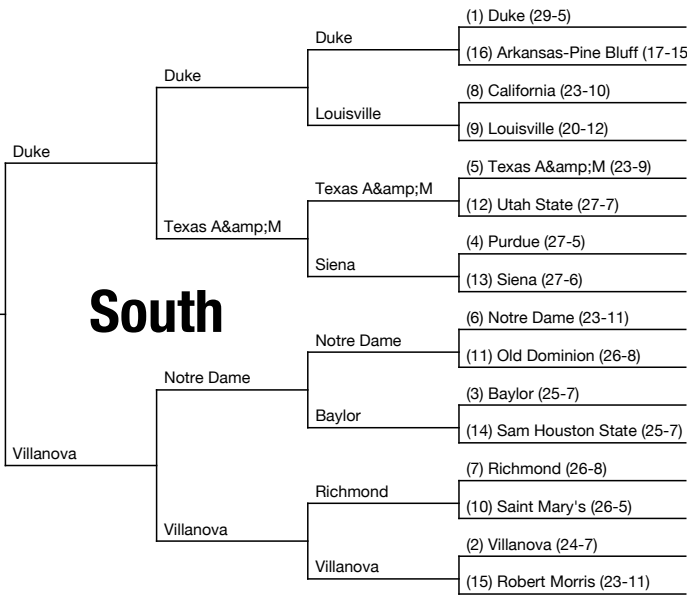 (1) Duke (29-5)
Duke
(16) Arkansas-Pine Bluff (17-15
Duke
(8) California (23-10)
Louisville
(9) Louisville (20-12)
Duke
(5) Texas A&amp;M (23-9)
Texas A&amp;M
(12) Utah State (27-7)
Texas A&amp;M
(4) Purdue (27-5)
Siena
(13) Siena (27-6)
South
(6) Notre Dame (23-11)
Notre Dame
(11) Old Dominion (26-8)
Notre Dame
(3) Baylor (25-7)
Baylor
(14) Sam Houston State (25-7)
Villanova
(7) Richmond (26-8)
Richmond
(10) Saint Mary's (26-5)
Villanova
(2) Villanova (24-7)
Villanova
(15) Robert Morris (23-11)